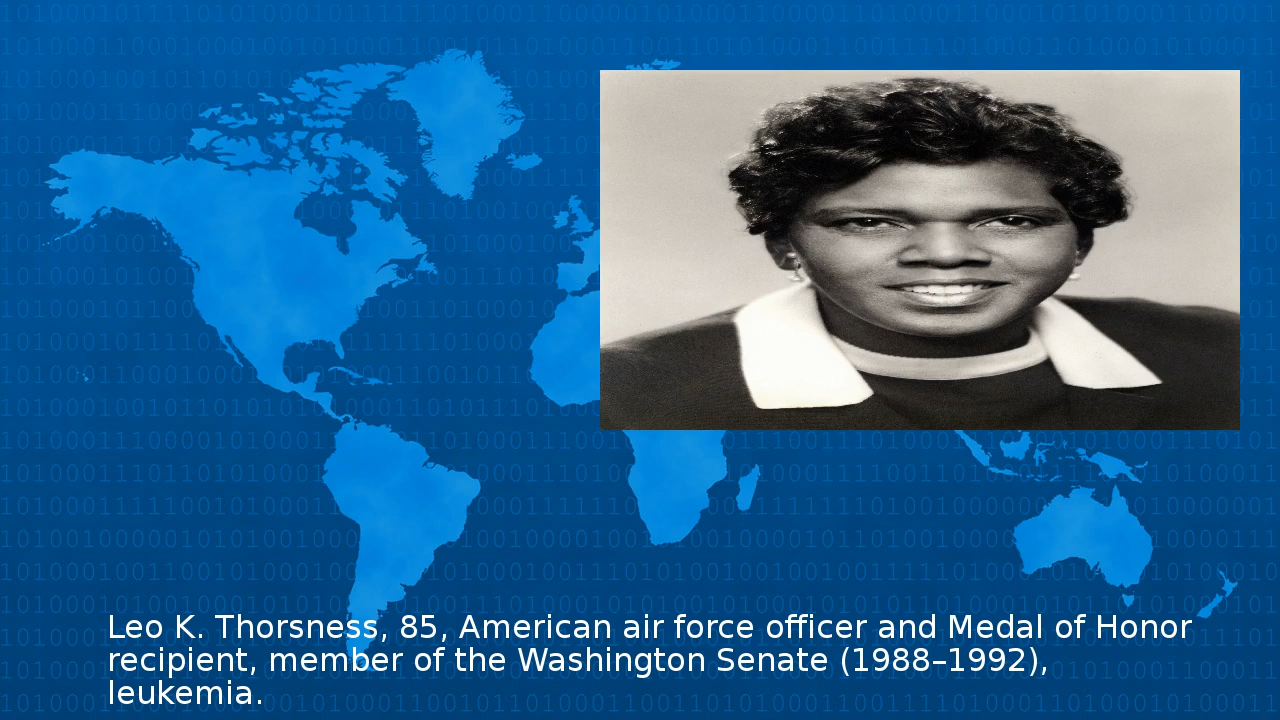 Leo K. Thorsness, 85, American air force officer and Medal of Honor
recipient, member of the Washington Senate (1988–1992),
leukemia.